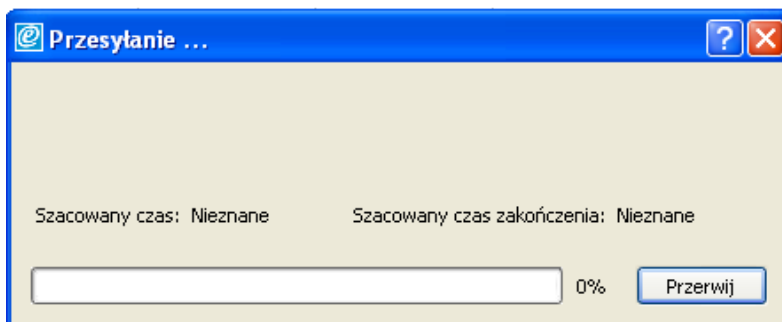 Przesyłanie ...
Szacowany czas: Nieznane Szacowany czas zakończenia: Nieznane
0% Przerwij